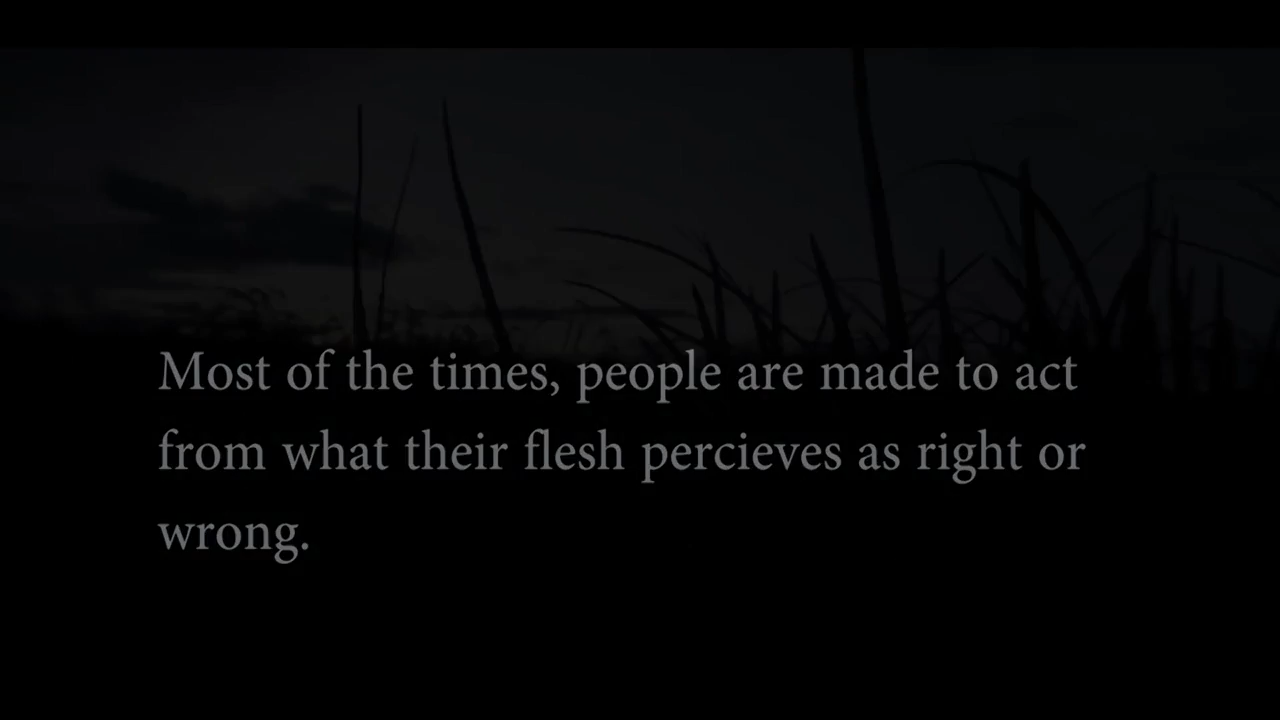 Most of the times, people are made to act
from what their flesh percieves as right or
wrong.